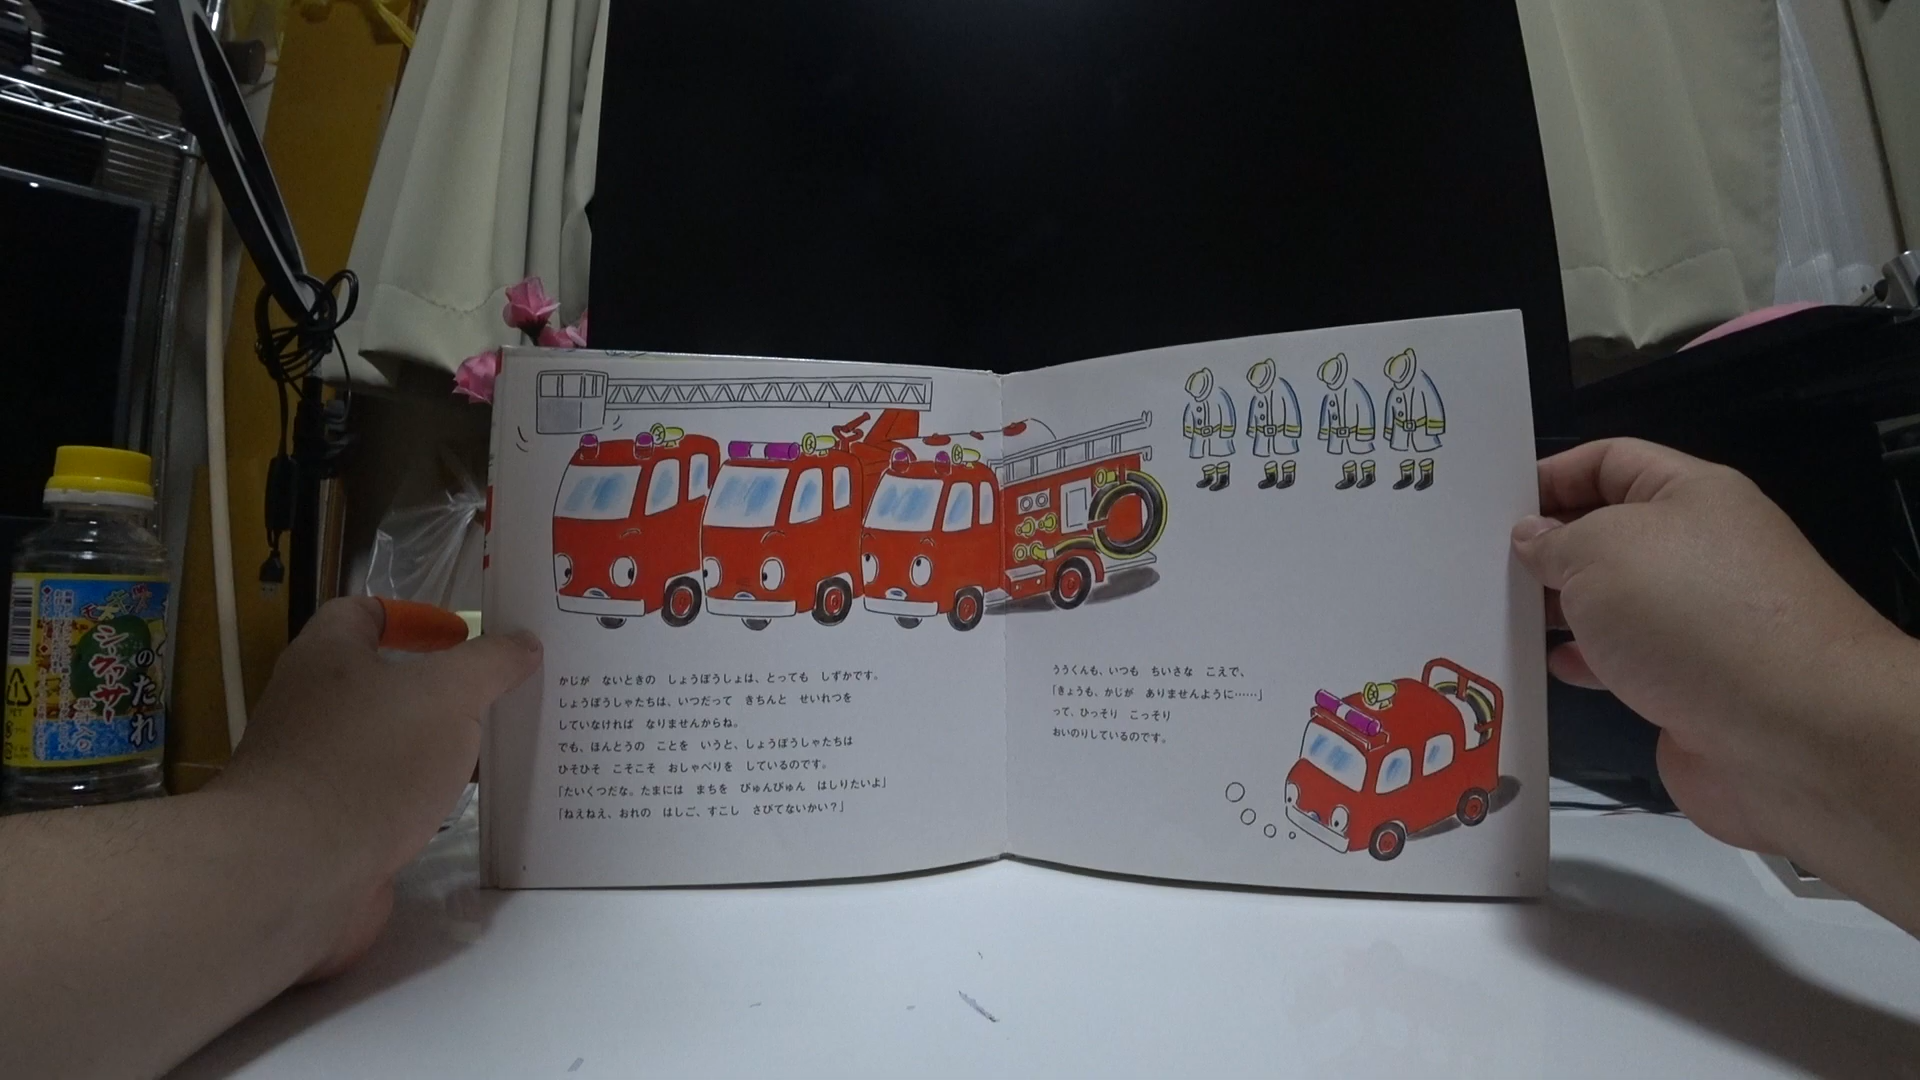 かじが　ないときの　しょうぼうしょは、とっても　しずかです。
しょうぼうしゃたちは、いつだって　きちんと　せいれつを
していなければ　なりませんからね。
でも、ほんとうの　ことを　いうと、しょうぼうしゃたちは
ひそひそ　こそこそ　おしゃべりを　しているのです。
「たいくつだな。たまには　まちを　びゅんびゅん　はしりたいよ」
「ねえねえ、おれの　はしご、すこし　さびてないかい？」
ううくんも、いつも　ちいさな　こえで、
「きょうも、かじが　ありませんように……」
って、ひっそり　こっそり
おいのりしているのです。
シークヮーサー
のたれ
PET